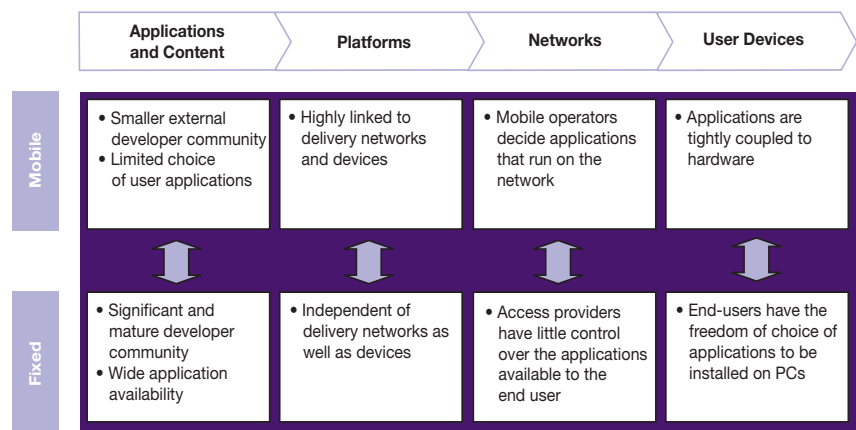 Applications
and Content
Platforms
Networks
User Devices
Mobile
• Smaller external
developer community
• Limited choice
of user applications
• Highly linked to
delivery networks
and devices
• Mobile operators
decide applications
that run on the
network
• Applications are
tightly coupled to
hardware
Fixed
• Significant and
mature developer
community
• Wide application
availability
• Independent of
delivery networks as
well as devices
• Access providers
have little control
over the applications
available to the
end user
• End-users have the
freedom of choice of
applications to be
installed on PCs